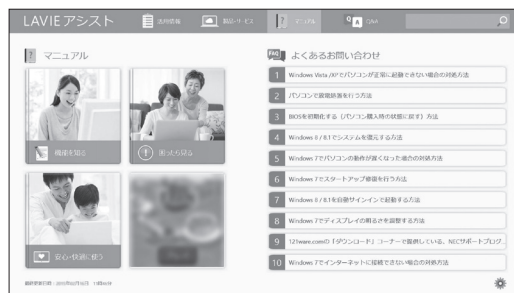 LAVIE アシスト
活用情報
製品・サービス
? マニュアル
Q A Q&A
? マニュアル
機能を知る
! 困ったら見る
安心・快適に使う
FAQ よくあるお問い合わせ
1 Windows Vista /XPでパソコンが正常に起動できない場合の対処方法
2 パソコンで放電処置を行う方法
3 BIOSを初期化する(パソコン購入時の状態に戻す)方法
4 Windows 8 / 8.1でシステムを復元する方法
5 Windows 7でパソコンの動作が遅くなった場合の対処方法
6 Windows 7でスタートアップ修復を行う方法
7 Windows 8 / 8.1を自動サインインで起動する方法
8 Windows 7でディスプレイの明るさを調整する方法
9 121ware.comの「ダウンロード」コーナーで提供している、NECサポートプログ...
10 Windows 7でインターネットに接続できない場合の対処方法